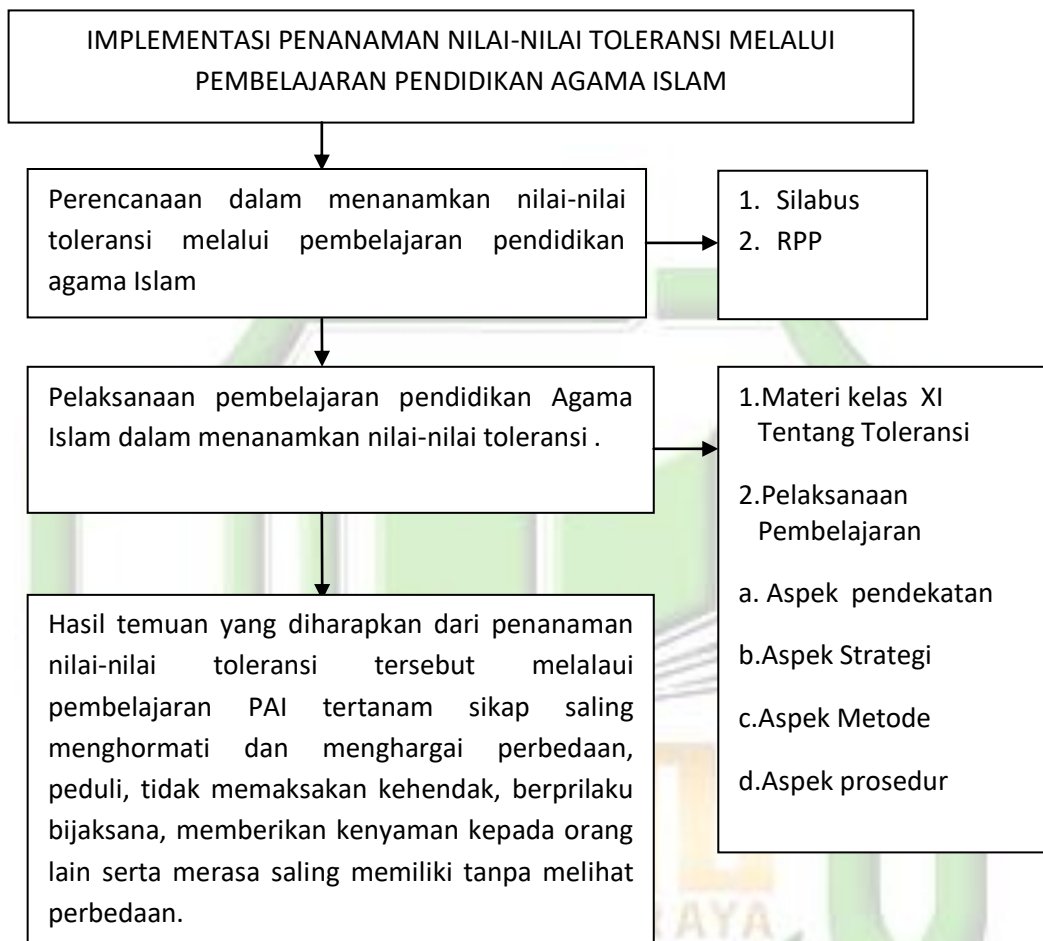 IMPLEMENTASI PENANAMAN NILAI-NILAI TOLERANSI MELALUI
PEMBELAJARAN PENDIDIKAN AGAMA ISLAM
Perencanaan dalam menanamkan nilai-nilai
toleransi melalui pembelajaran pendidikan
agama Islam
1. Silabus
2. RPP
Pelaksanaan pembelajaran pendidikan Agama
Islam dalam menanamkan nilai-nilai toleransi .
1.Materi kelas XI
Tentang Toleransi
2.Pelaksanaan
Pembelajaran
a. Aspek pendekatan
b.Aspek Strategi
c.Aspek Metode
d.Aspek prosedur
Hasil temuan yang diharapkan dari penanaman
nilai-nilai toleransi tersebut melalaui
pembelajaran PAI tertanam sikap saling
menghormati dan menghargai perbedaan,
peduli, tidak memaksakan kehendak, berprilaku
bijaksana, memberikan kenyaman kepada orang
lain serta merasa saling memiliki tanpa melihat
perbedaan.
RAYA